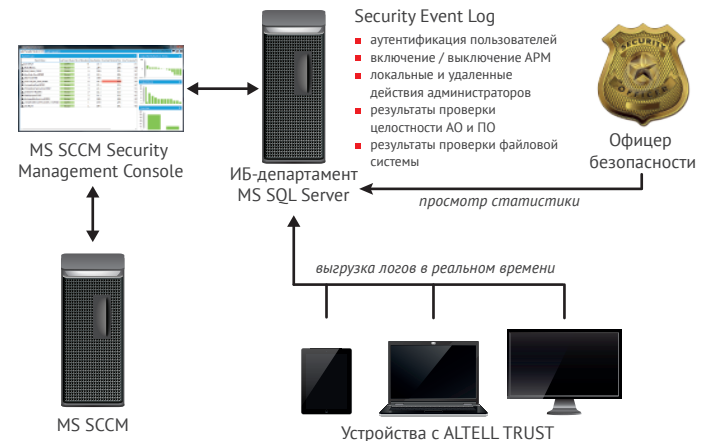 Security Event Log
аутентификация пользователей
включение / выключение АРМ
локальные и удаленные
действия администраторов
результаты проверки
целостности АО и ПО
результаты проверки файловой
системы
SECURITY
OFFICER
Офицер
безопасности
MS SCCM Security
Management Console
ИБ-департамент
MS SQL Server
просмотр статистики
выгрузка логов в реальном времени
MS SCCM
Устройства с ALTELL TRUST